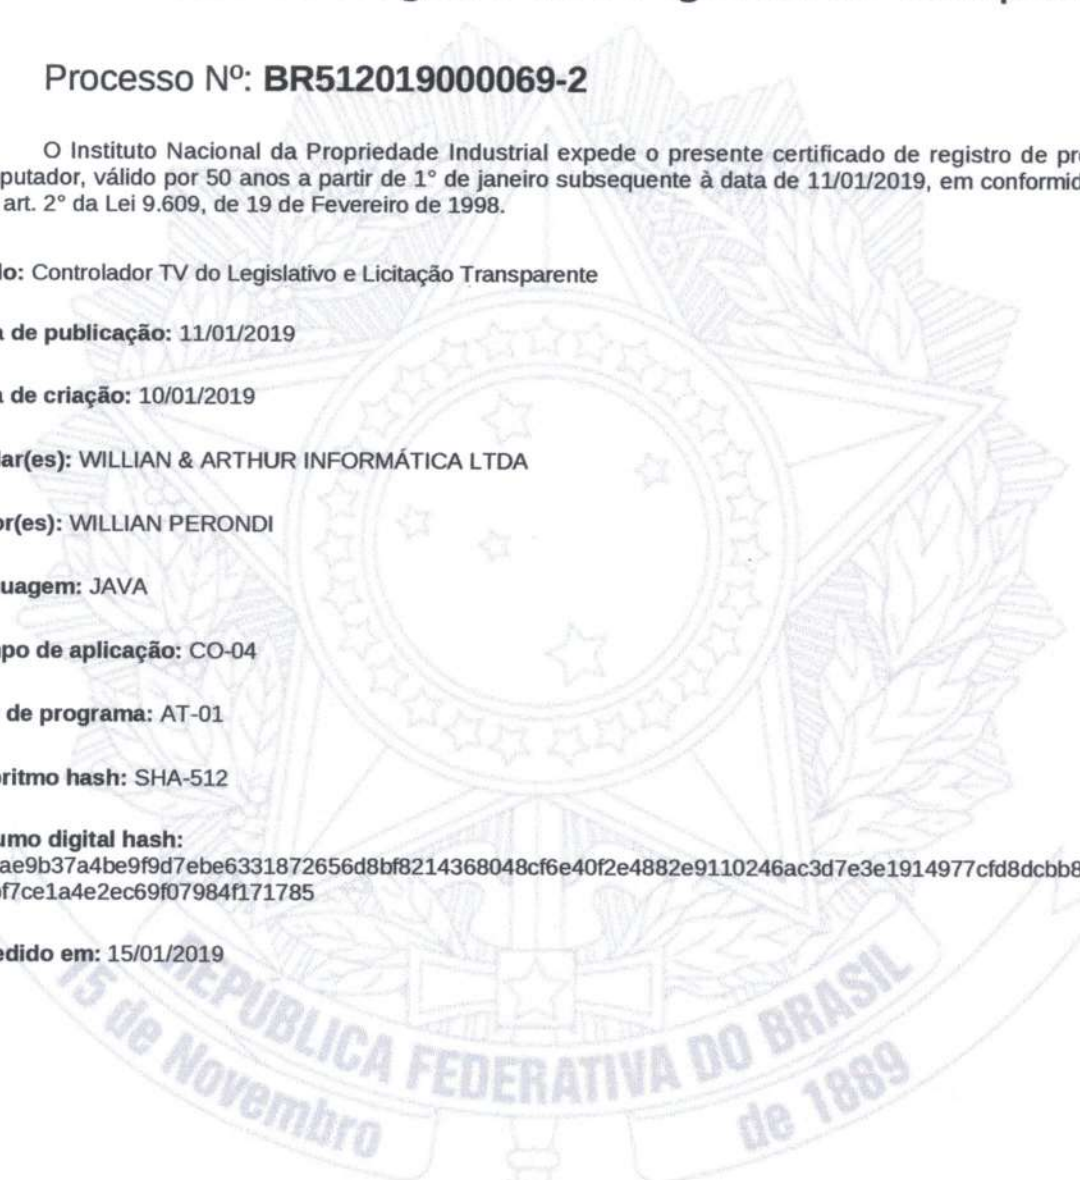 Processo Nº: BR512019000069-2
O Instituto Nacional da Propriedade Industrial expede o presente certificado de registro de pr
putador, válido por 50 anos a partir de 1° de janeiro subsequente à data de 11/01/2019, em conformid
art. 2° da Lei 9.609, de 19 de Fevereiro de 1998.
lo: Controlador TV do Legislativo e Licitação Transparente
a de publicação: 11/01/2019
a de criação: 10/01/2019
lar(es): WILLIAN & ARTHUR INFORMÁTICA LTDA
or(es): WILLIAN PERONDI
uagem: JAVA
po de aplicação: CO-04
de programa: AT-01
oritmo hash: SHA-512
umo digital hash:
ae9b37a4be9f9d7ebe6331872656d8bf8214368048cf6e40f2e4882e9110246ac3d7e3e1914977cfd8dcbb8
of7ce1a4e2ec69f07984f171785
edido em: 15/01/2019
REPÚBLICA FEDERATIVA DO BRASIL
15 de Novembro de 1889